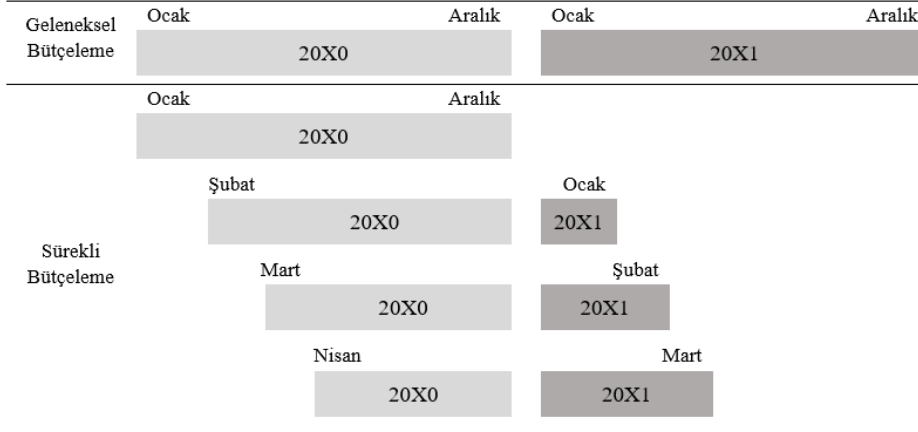 Geleneksel
Bütçeleme
Ocak Aralık Ocak Aralık
20X0 20X1
Sürekli
Bütçeleme
Ocak Aralık
20X0
Şubat Ocak
20X0 20X1
Mart Şubat
20X0 20X1
Nisan Mart
20X0 20X1